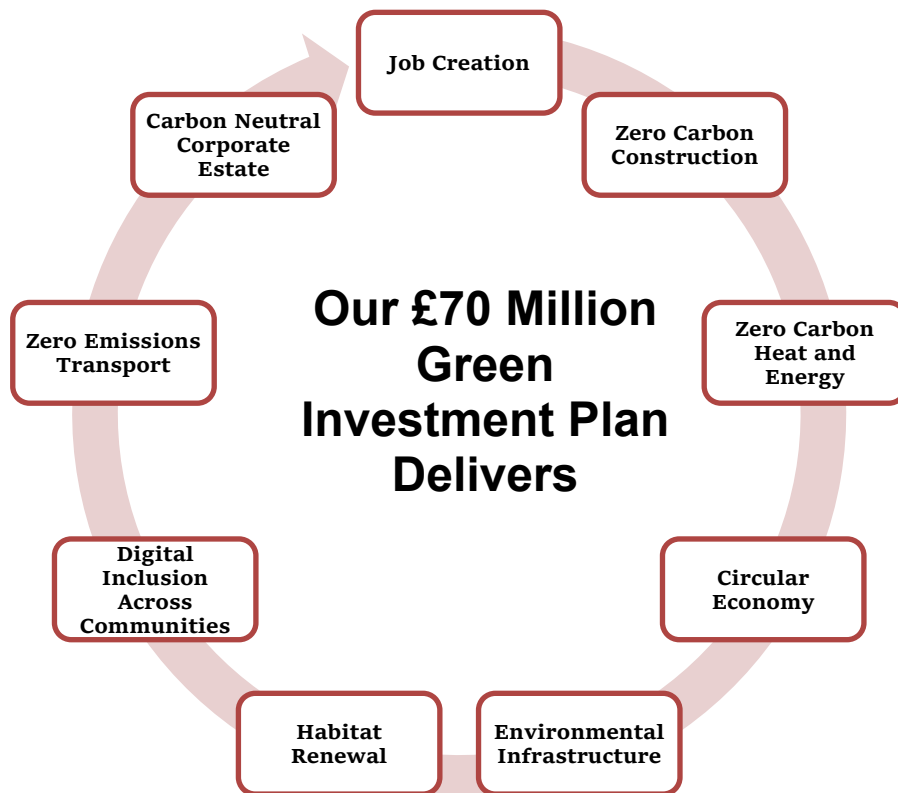 Job Creation
Zero Carbon
Construction
Zero Carbon
Heat and
Energy
Circular
Economy
Environmental
Infrastructure
Habitat
Renewal
Digital
Inclusion
Across
Communities
Zero Emissions
Transport
Carbon Neutral
Corporate
Estate
Our £70 Million
Green
Investment Plan
Delivers